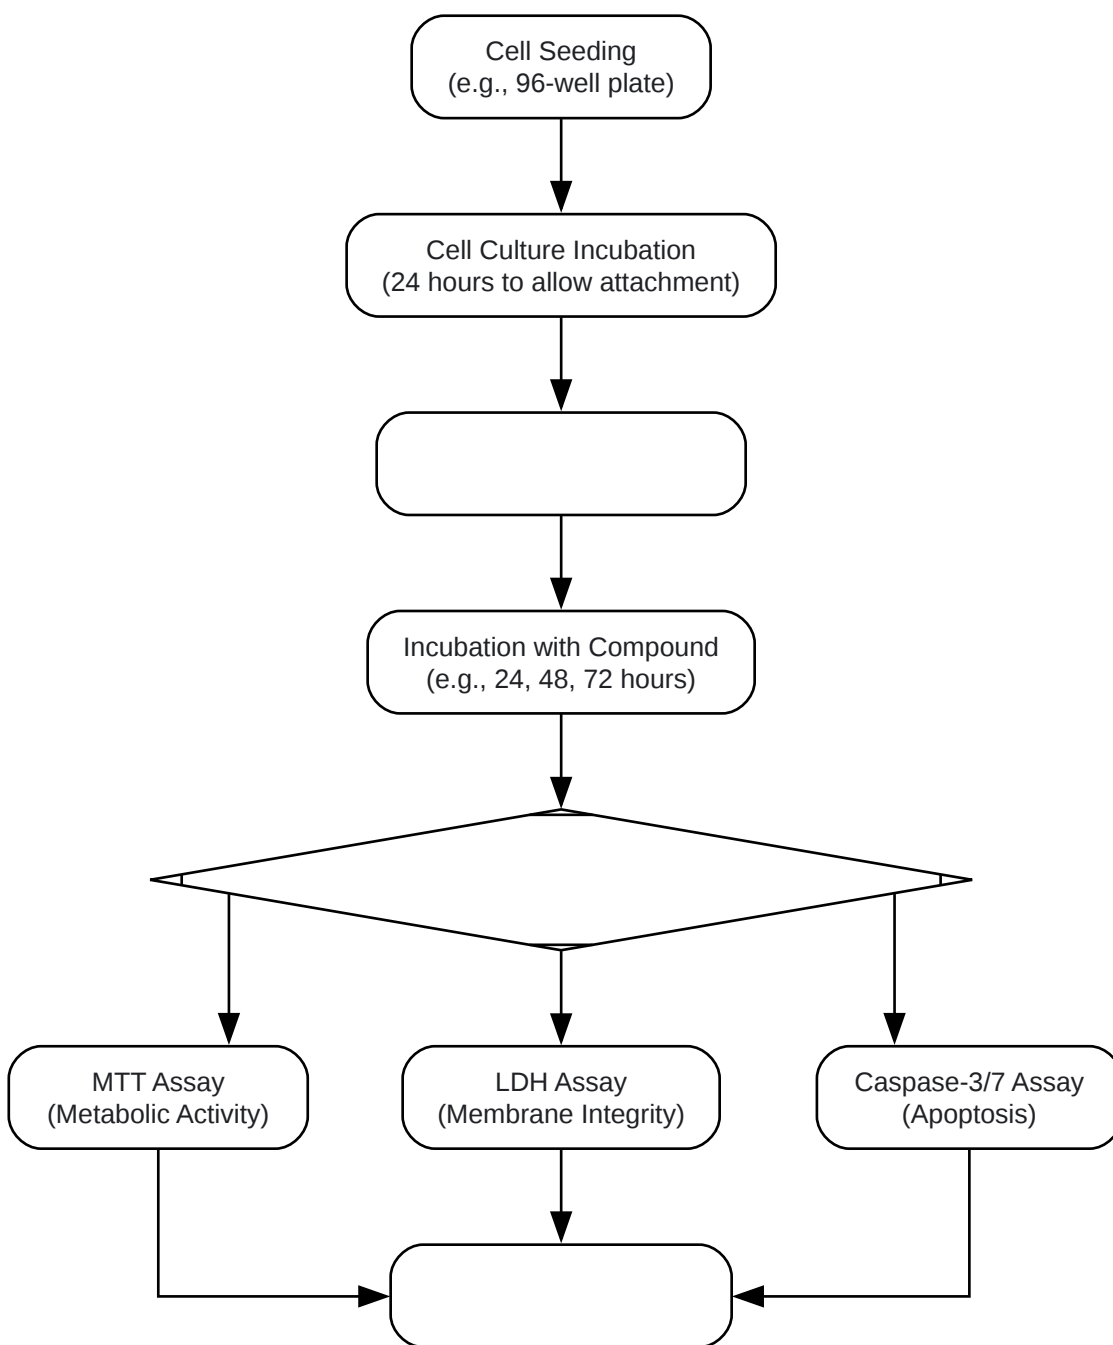 Cell Seeding
(e.g., 96-well plate)
Cell Culture Incubation
(24 hours to allow attachment)
Incubation with Compound
(e.g., 24, 48, 72 hours)
MTT Assay
(Metabolic Activity)
LDH Assay
(Membrane Integrity)
Caspase-3/7 Assay
(Apoptosis)